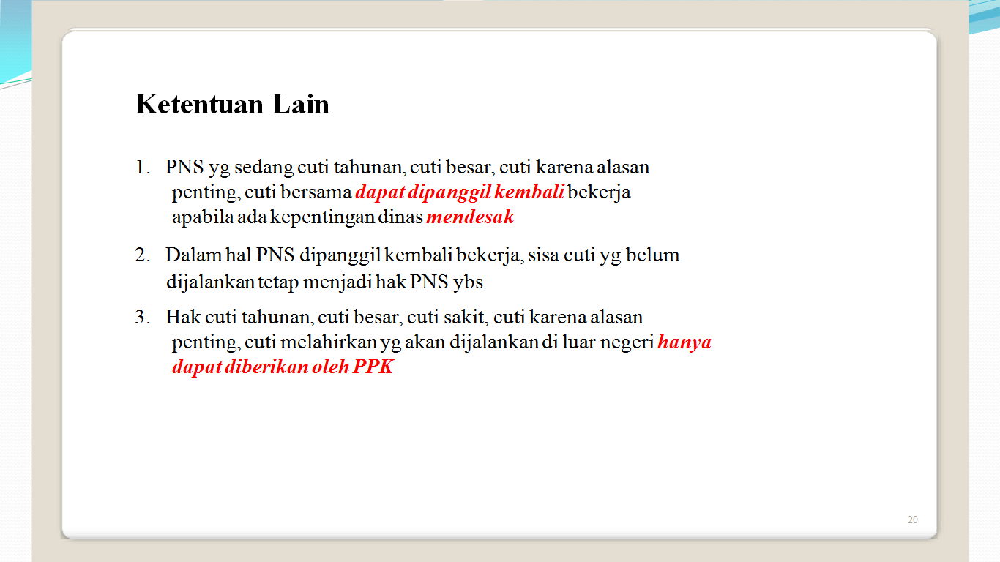 Ketentuan Lain
1. PNS yg sedang cuti tahunan, cuti besar, cuti karena alasan
penting, cuti bersama dapat dipanggil kembali bekerja
apabila ada kepentingan dinas mendesak
2. Dalam hal PNS dipanggil kembali bekerja, sisa cuti yg belum
dijalankan tetap menjadi hak PNS ybs
3. Hak cuti tahunan, cuti besar, cuti sakit, cuti karena alasan
penting, cuti melahirkan yg akan dijalankan di luar negeri hanya
dapat diberikan oleh PPK
20